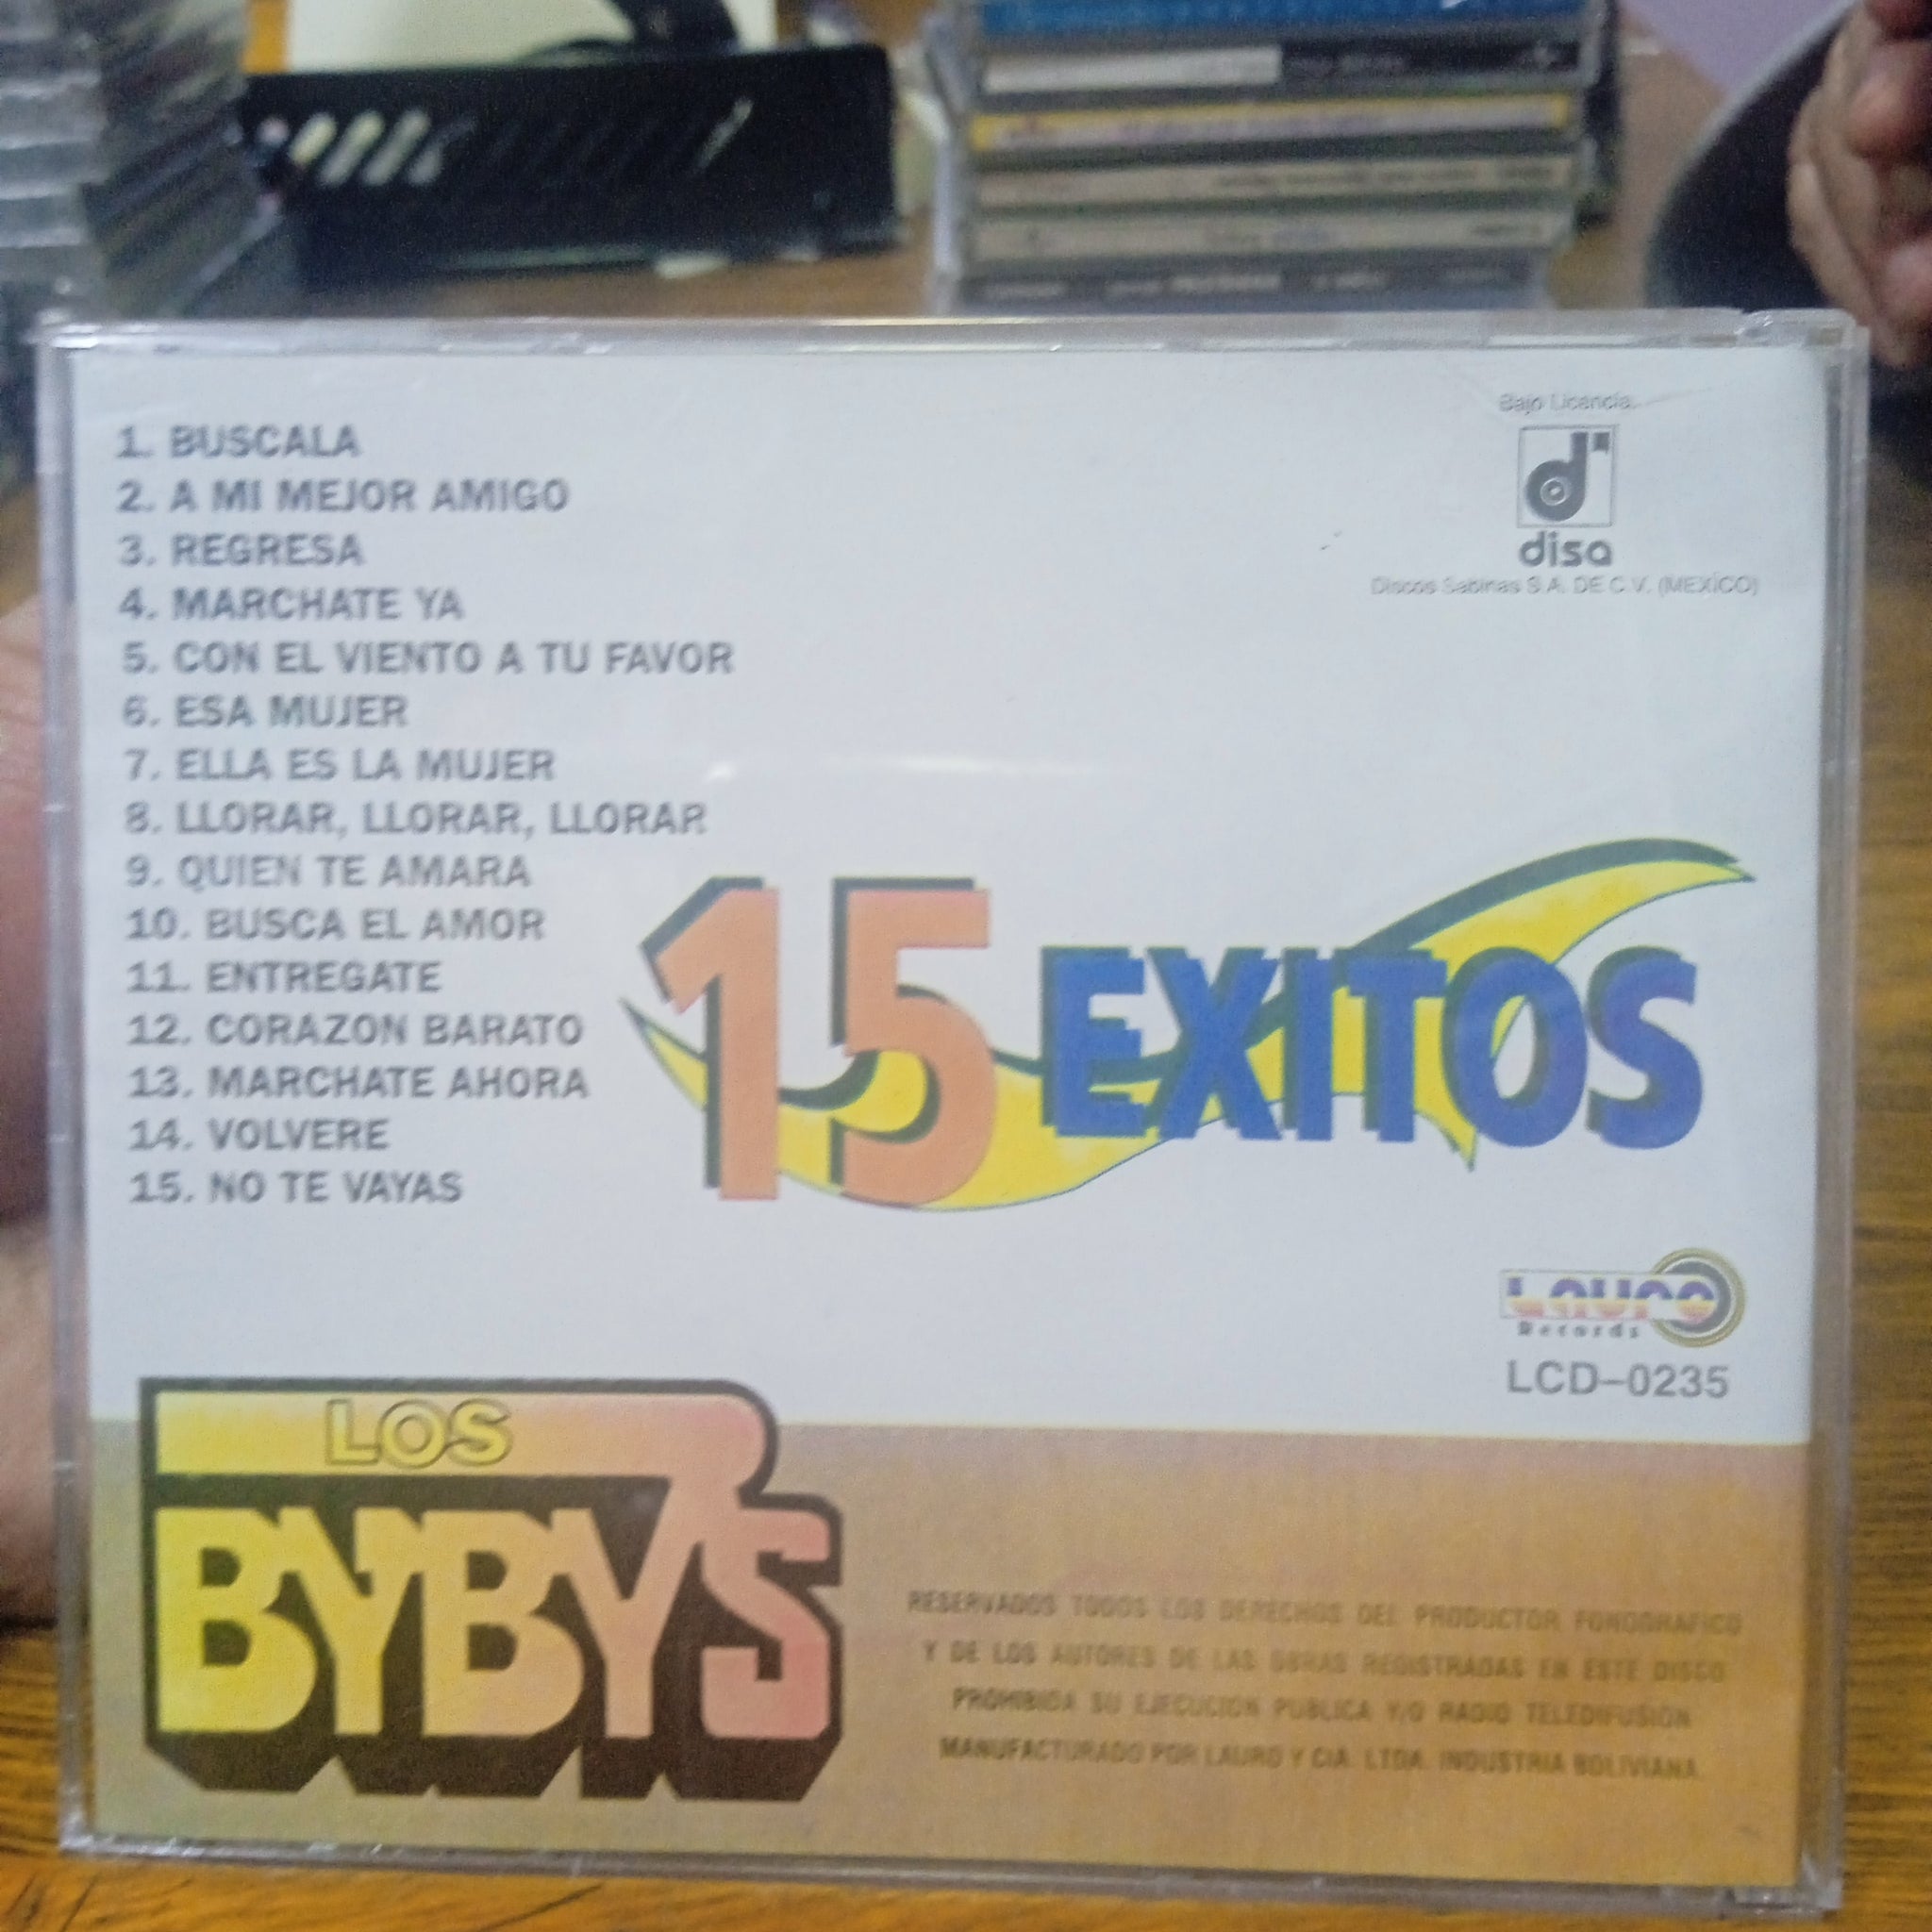 1. BUSCALA
2. A MI MEJOR AMIGO
3. REGRESA
4. MARCHATE YA
5. CON EL VIENTO A TU FAVOR
6. ESA MUJER
7. ELLA ES LA MUJER
8. LLORAR, LLORAR, LLORAR
9. QUIEN TE AMARA
10. BUSCA EL AMOR
11. ENTREGATE
12. CORAZON BARATO
13. MARCHATE AHORA
14. VOLVERE
15. NO TE VAYAS
Bajo Licencia:
d
disa
Discos Sabinas S.A. DE C.V. (MEXÍCO)
15 EXITOS
Lauro
Records
LCD-0235
LOS
BYBYS
RESERVADOS TODOS LOS DERECHOS DEL PRODUCTOR FONOGRAFICO
Y DE LOS AUTORES DE LAS OBRAS REGISTRADAS EN ESTE DISCO
PROHIBIDA SU EJECUCION PUBLICA Y/O RADIO TELEDIFUSION
MANUFACTURADO POR LAURO Y CIA. LTDA. INDUSTRIA BOLIVIANA